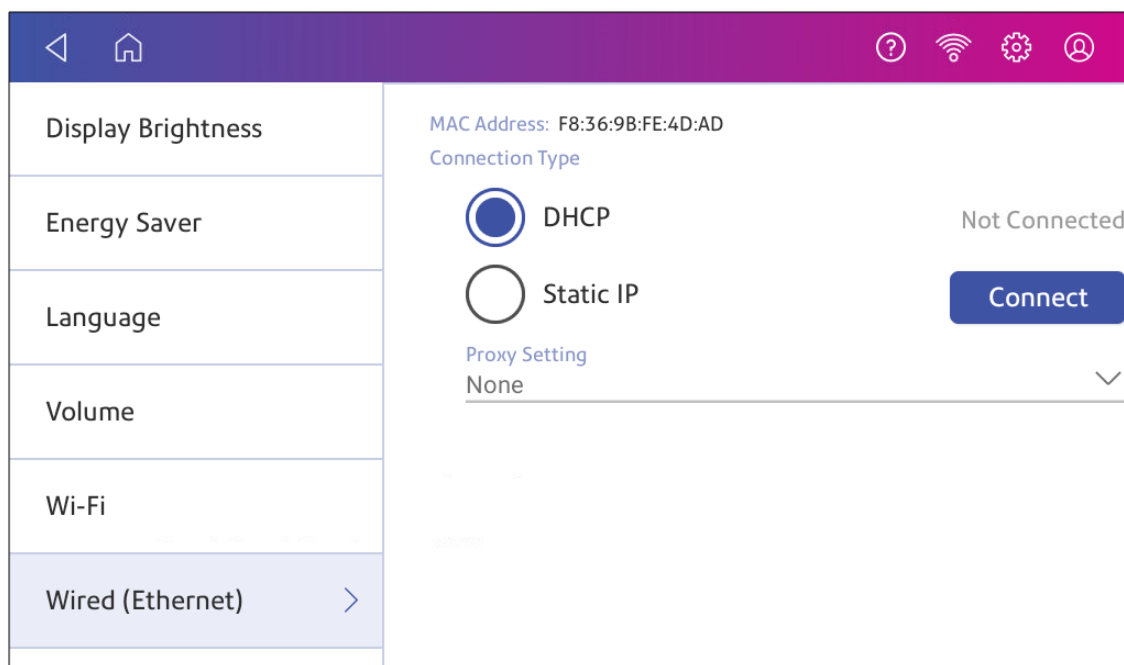 Display Brightness
Energy Saver
Language
Volume
Wi-Fi
Wired (Ethernet)
MAC Address: F8:36:9B:FE:4D:AD
Connection Type
DHCP
Not Connected
Static IP
Connect
Proxy Setting
None